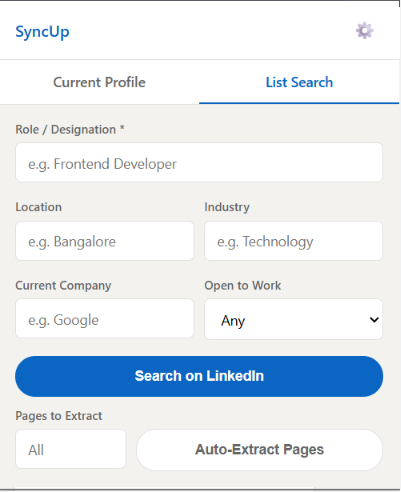 SyncUp
Current Profile List Search
Role / Designation *
e.g. Frontend Developer
Location Industry
e.g. Bangalore e.g. Technology
Current Company Open to Work
e.g. Google Any
Search on LinkedIn
Pages to Extract
All Auto-Extract Pages